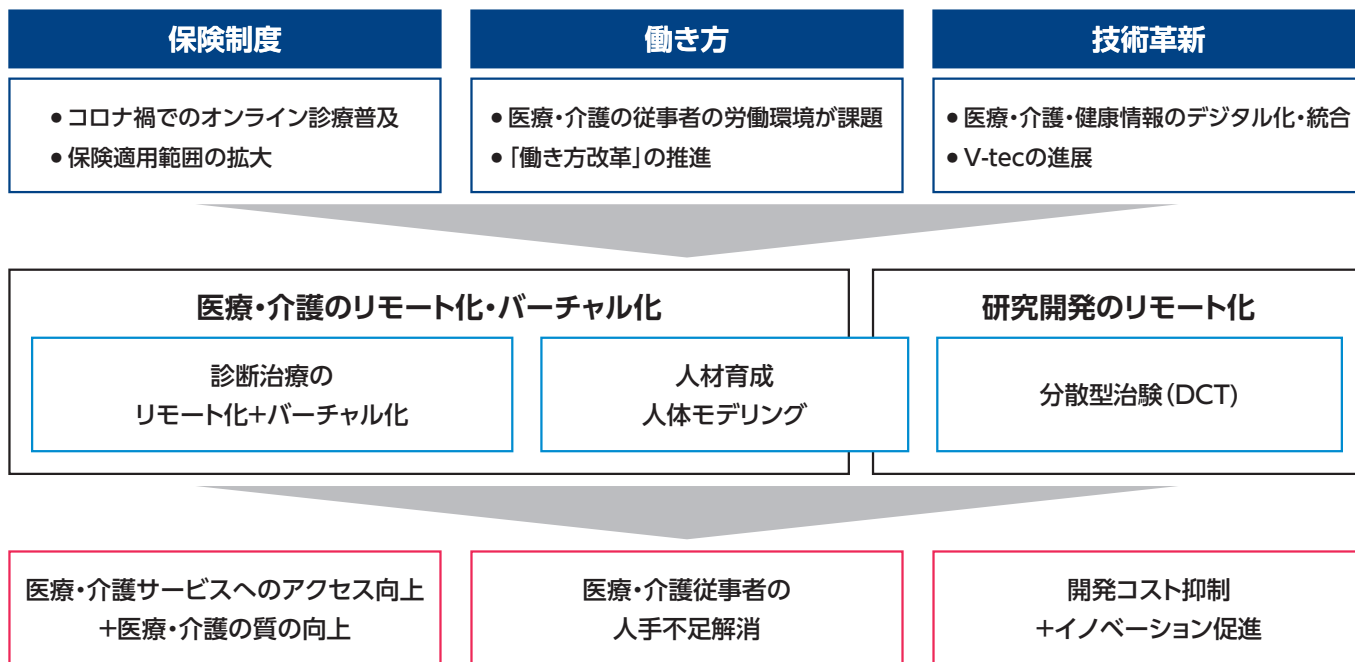 保険制度
働き方
技術革新
●コロナ禍でのオンライン診療普及
●保険適用範囲の拡大
●医療・介護の従事者の労働環境が課題
●「働き方改革」の推進
●医療・介護・健康情報のデジタル化・統合
●V-tecの進展
医療・介護のリモート化・バーチャル化
研究開発のリモート化
診断治療の
リモート化+バーチャル化
人材育成
人体モデリング
分散型治験(DCT)
医療・介護サービスへのアクセス向上
+医療・介護の質の向上
医療・介護従事者の
人手不足解消
開発コスト抑制
+イノベーション促進